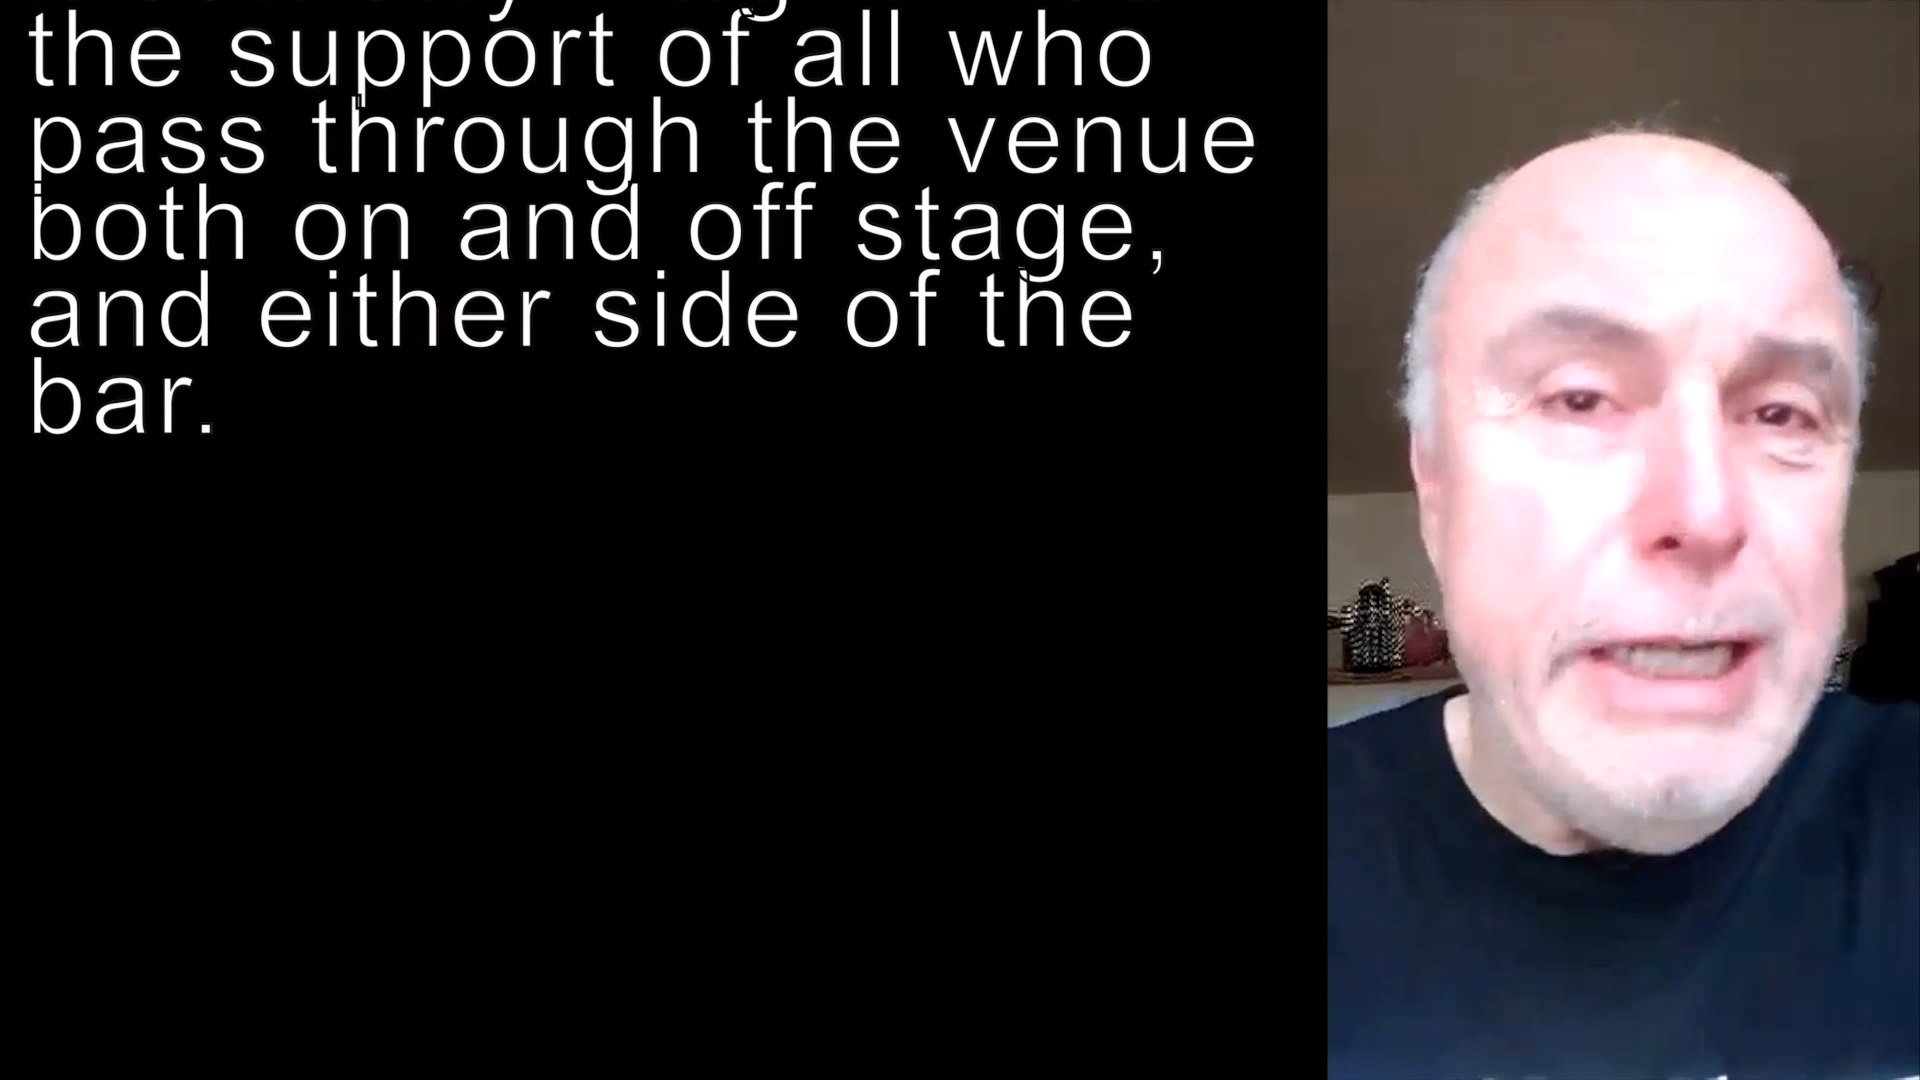 the support of all who
pass through the venue
both on and off stage,
and either side of the
bar.